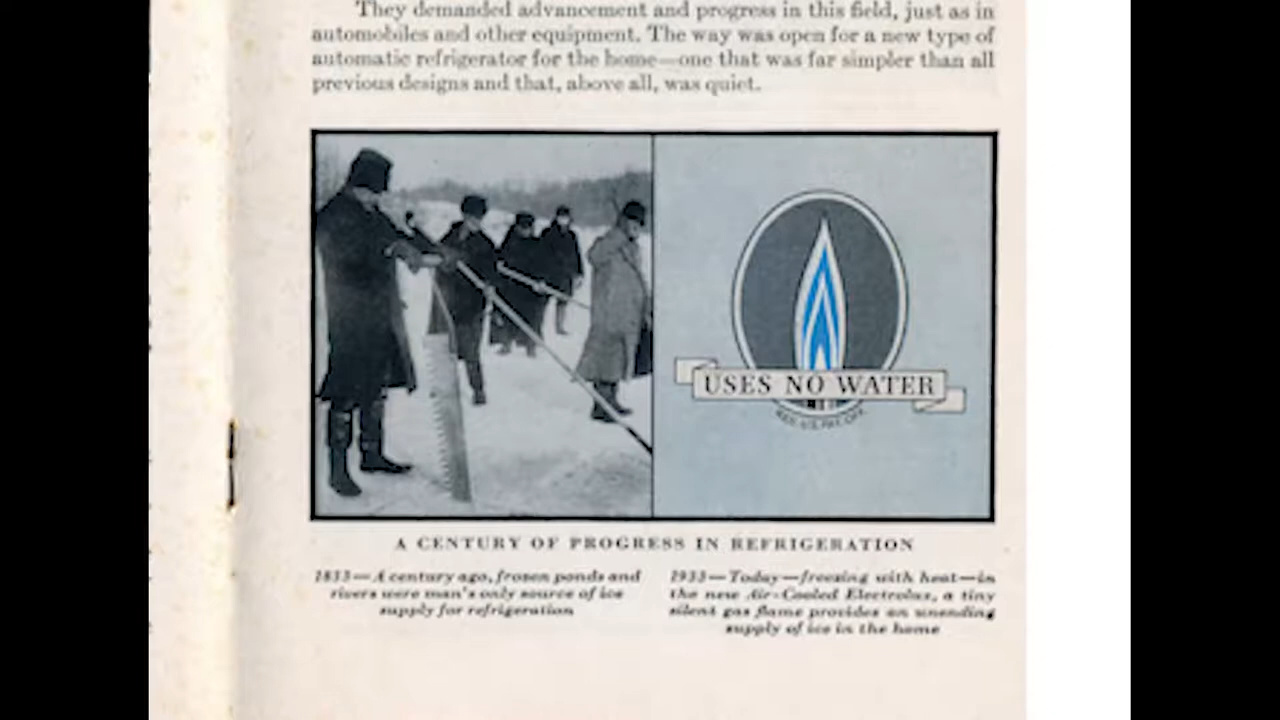 They demanded advancement and progress in this field, just as in
automobiles and other equipment. The way was open for a new type of
automatic refrigerator for the home—one that was far simpler than all
previous designs and that, above all, was quiet.
USES NO WATER
REG. U.S. PAT. OFF.
A CENTURY OF PROGRESS IN REFRIGERATION
1833—A century ago, frozen ponds and
rivers were man's only source of ice
supply for refrigeration
1933—Today—freezing with heat—in
the new Air-Cooled Electrolux, a tiny
silent gas flame provides an unending
supply of ice in the home